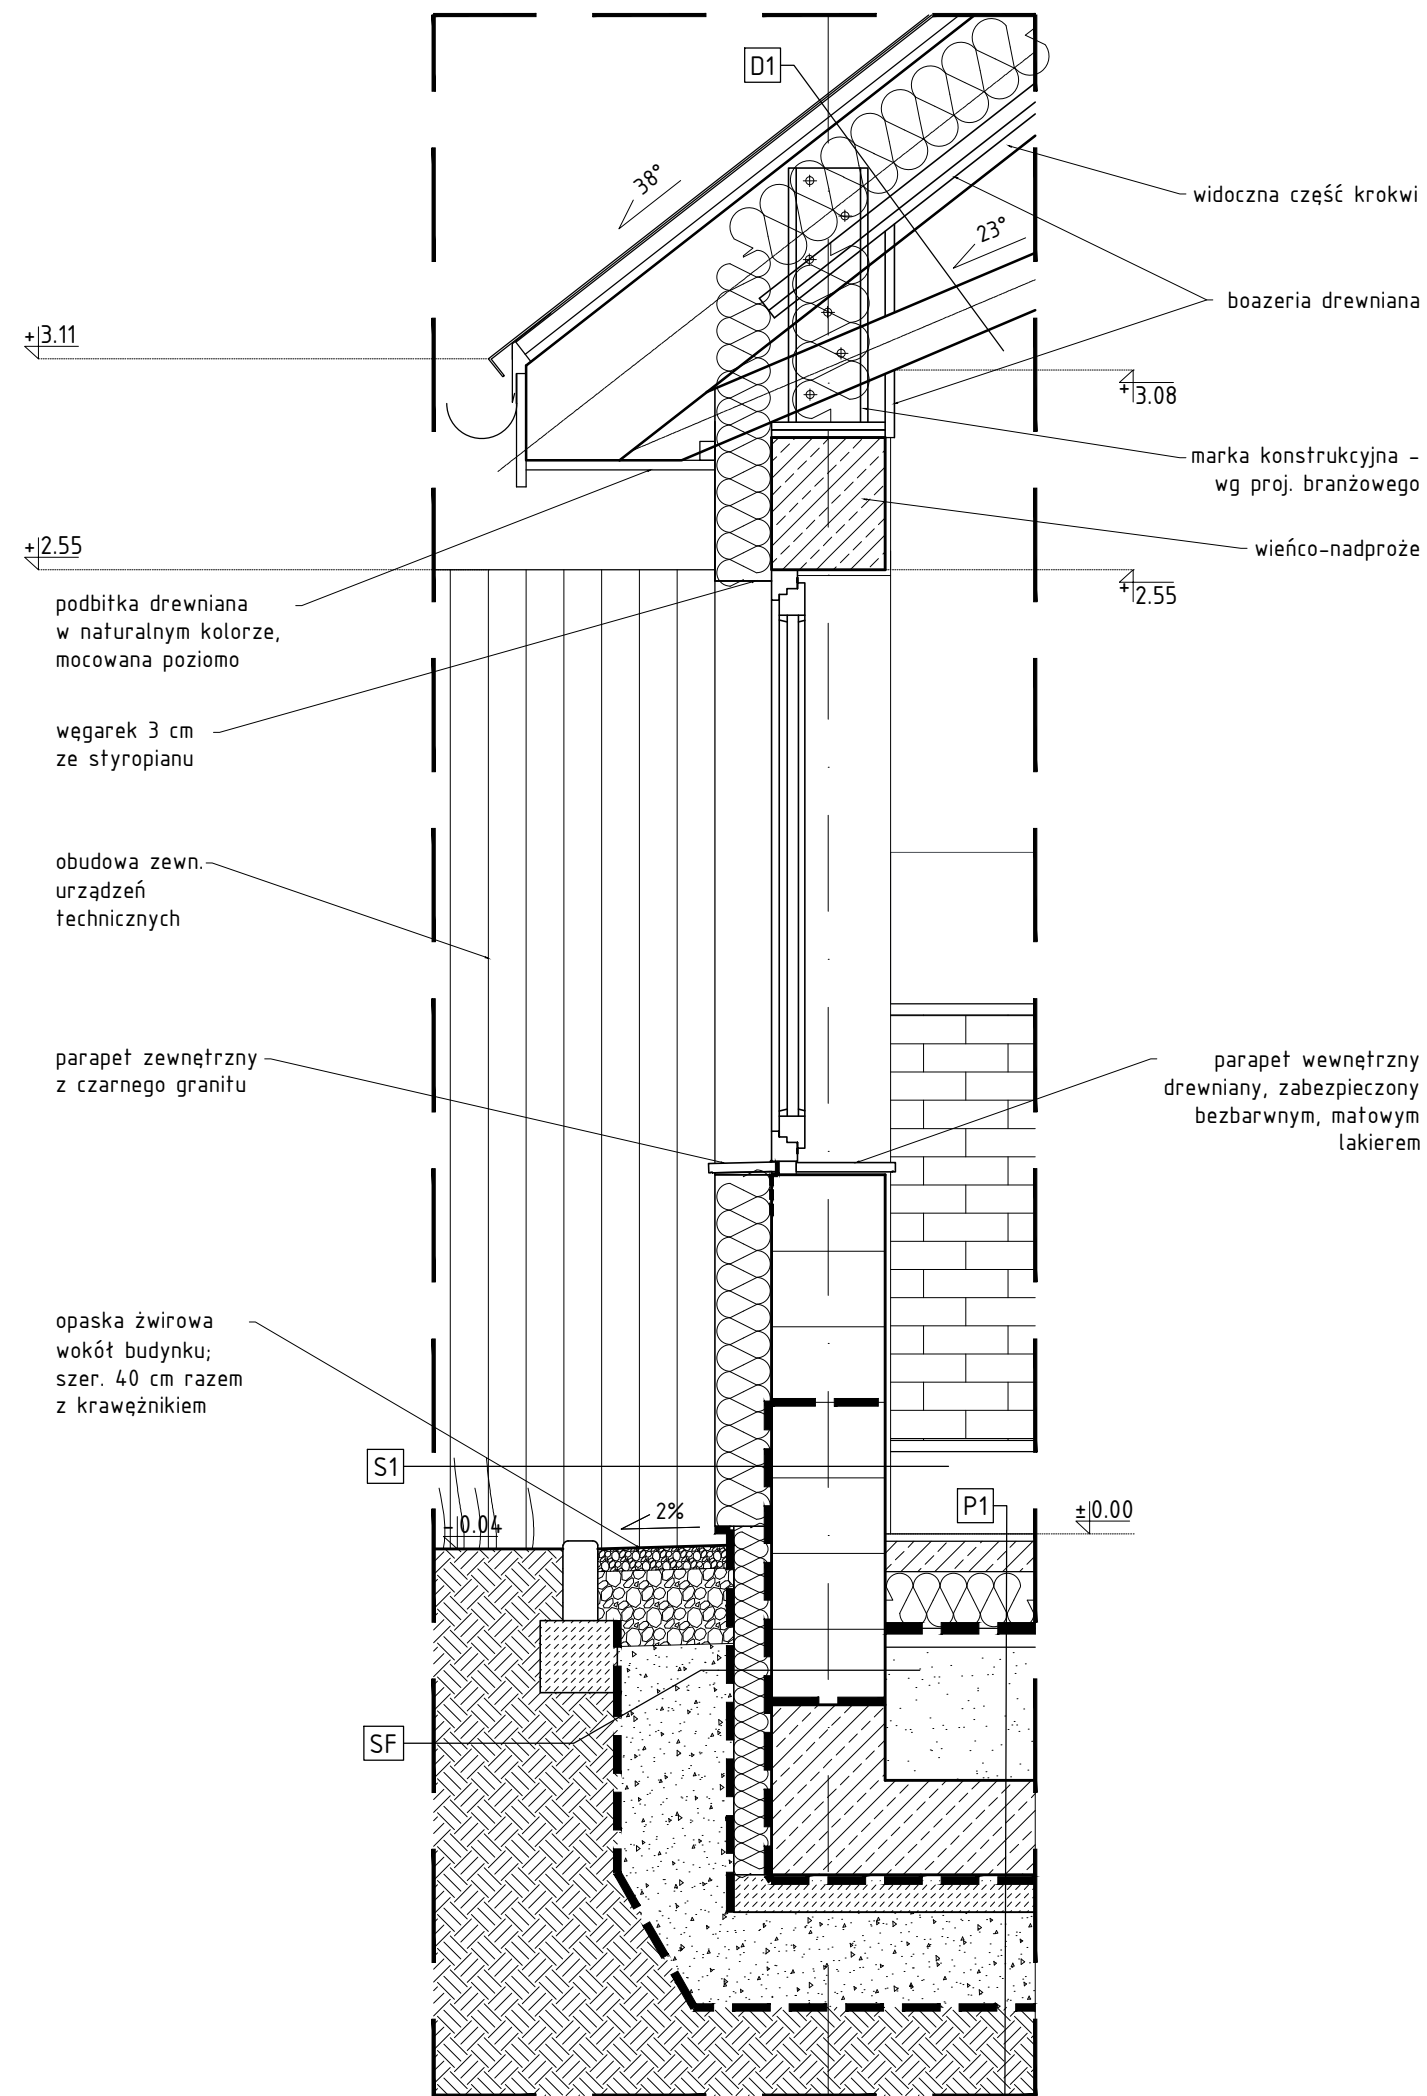 D1
38°
widoczna część krokwi
23°
boazeria drewniana
+3.11
+3.08
marka konstrukcyjna -
wg proj. branżowego
+2.55
wieńco-nadproże
+2.55
podbitka drewniana
w naturalnym kolorze,
mocowana poziomo
węgarek 3 cm
ze styropianu
obudowa zewn.
urządzeń
technicznych
parapet zewnętrzny
z czarnego granitu
parapet wewnętrzny
drewniany, zabezpieczony
bezbarwnym, matowym
lakierem
opaska żwirowa
wokół budynku;
szer. 40 cm razem
z krawężnikiem
S1
P1
2%
±0.00
-0.04
SF